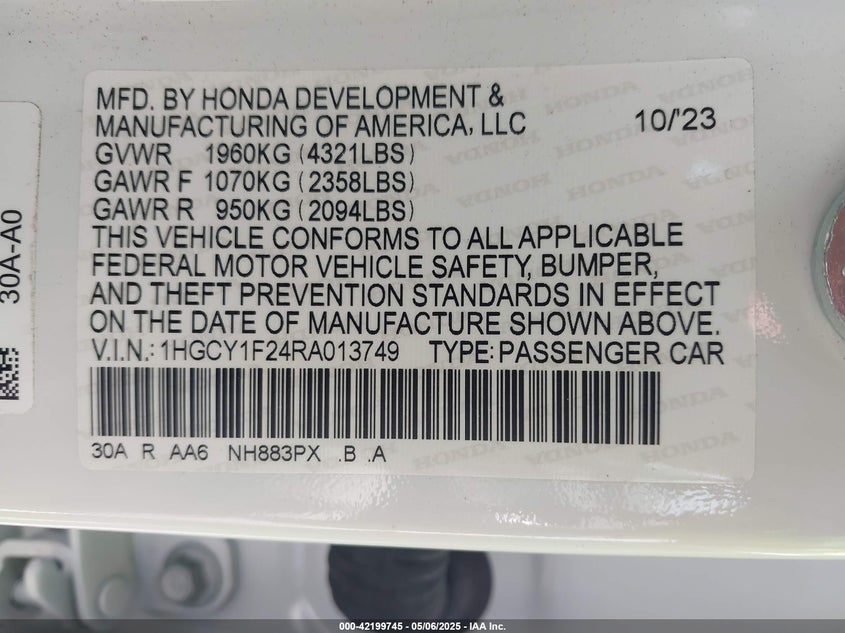 MFD. BY HONDA DEVELOPMENT &
MANUFACTURING OF AMERICA, LLC 10/'23
GVWR 1960KG (4321LBS)
GAWR F 1070KG (2358LBS)
GAWR R 950KG (2094LBS)
THIS VEHICLE CONFORMS TO ALL APPLICABLE
FEDERAL MOTOR VEHICLE SAFETY, BUMPER,
AND THEFT PREVENTION STANDARDS IN EFFECT
ON THE DATE OF MANUFACTURE SHOWN ABOVE.
V.I.N.: 1HGCY1F24RA013749 TYPE: PASSENGER CAR
30A R AA6 NH883PX .B .A
30A-A0
000-42199745 - 05/06/2025 - IAA Inc.